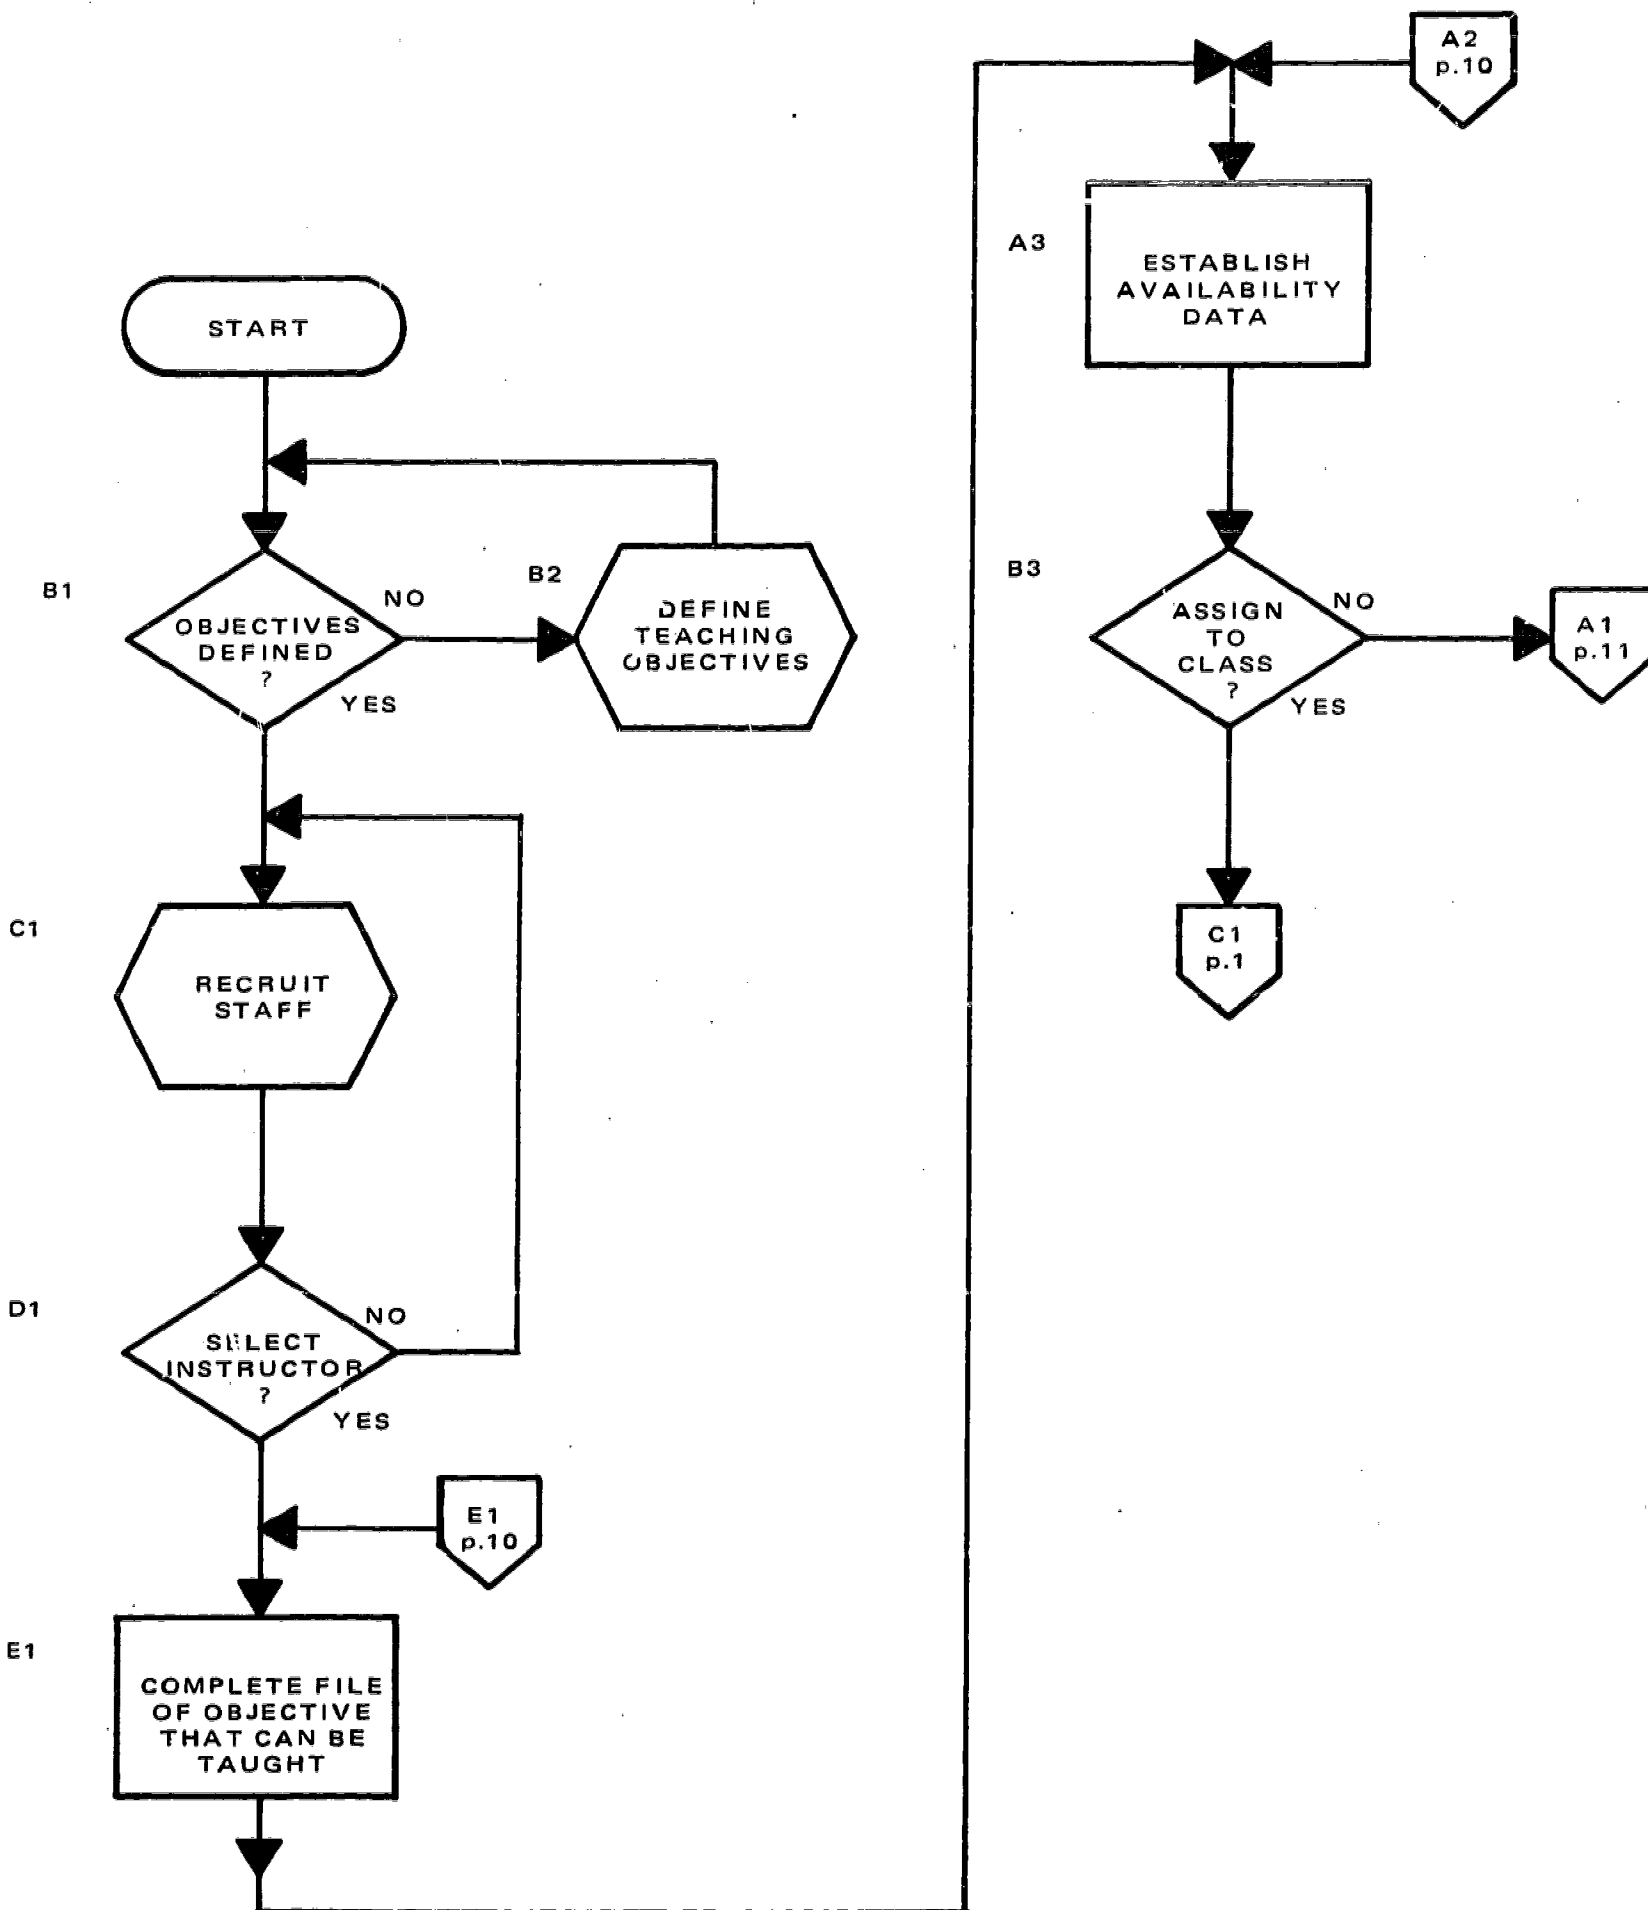 START
B1
OBJECTIVES
DEFINED
?
NO
YES
B2
DEFINE
TEACHING
OBJECTIVES
C1
RECRUIT
STAFF
D1
SELECT
INSTRUCTOR
?
NO
YES
E1
p.10
E1
COMPLETE FILE
OF OBJECTIVE
THAT CAN BE
TAUGHT
A2
p.10
A3
ESTABLISH
AVAILABILITY
DATA
B3
ASSIGN
TO
CLASS
?
NO
YES
A1
p.11
C1
p.1